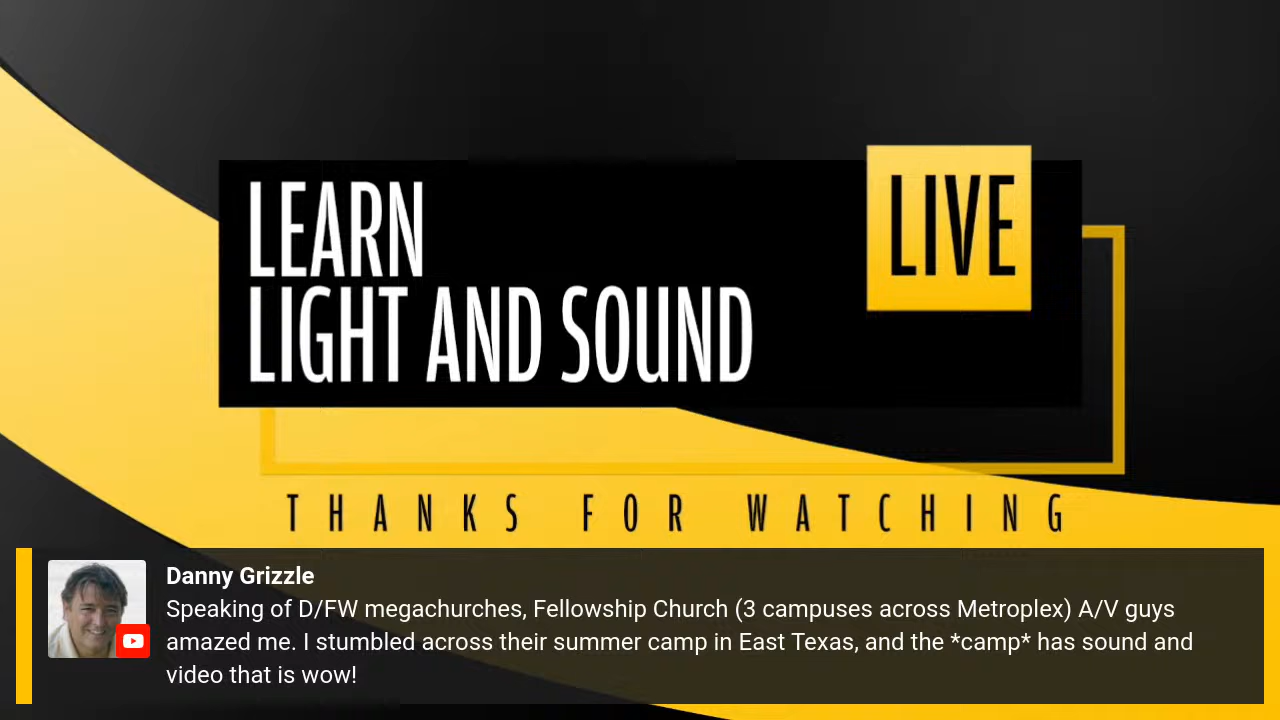 LEARN
LIGHT AND SOUND
LIVE
THANKS FOR WATCHING
Danny Grizzle
Speaking of D/FW megachurches, Fellowship Church (3 campuses across Metroplex) A/V guys
amazed me. I stumbled across their summer camp in East Texas, and the *camp* has sound and
video that is wow!